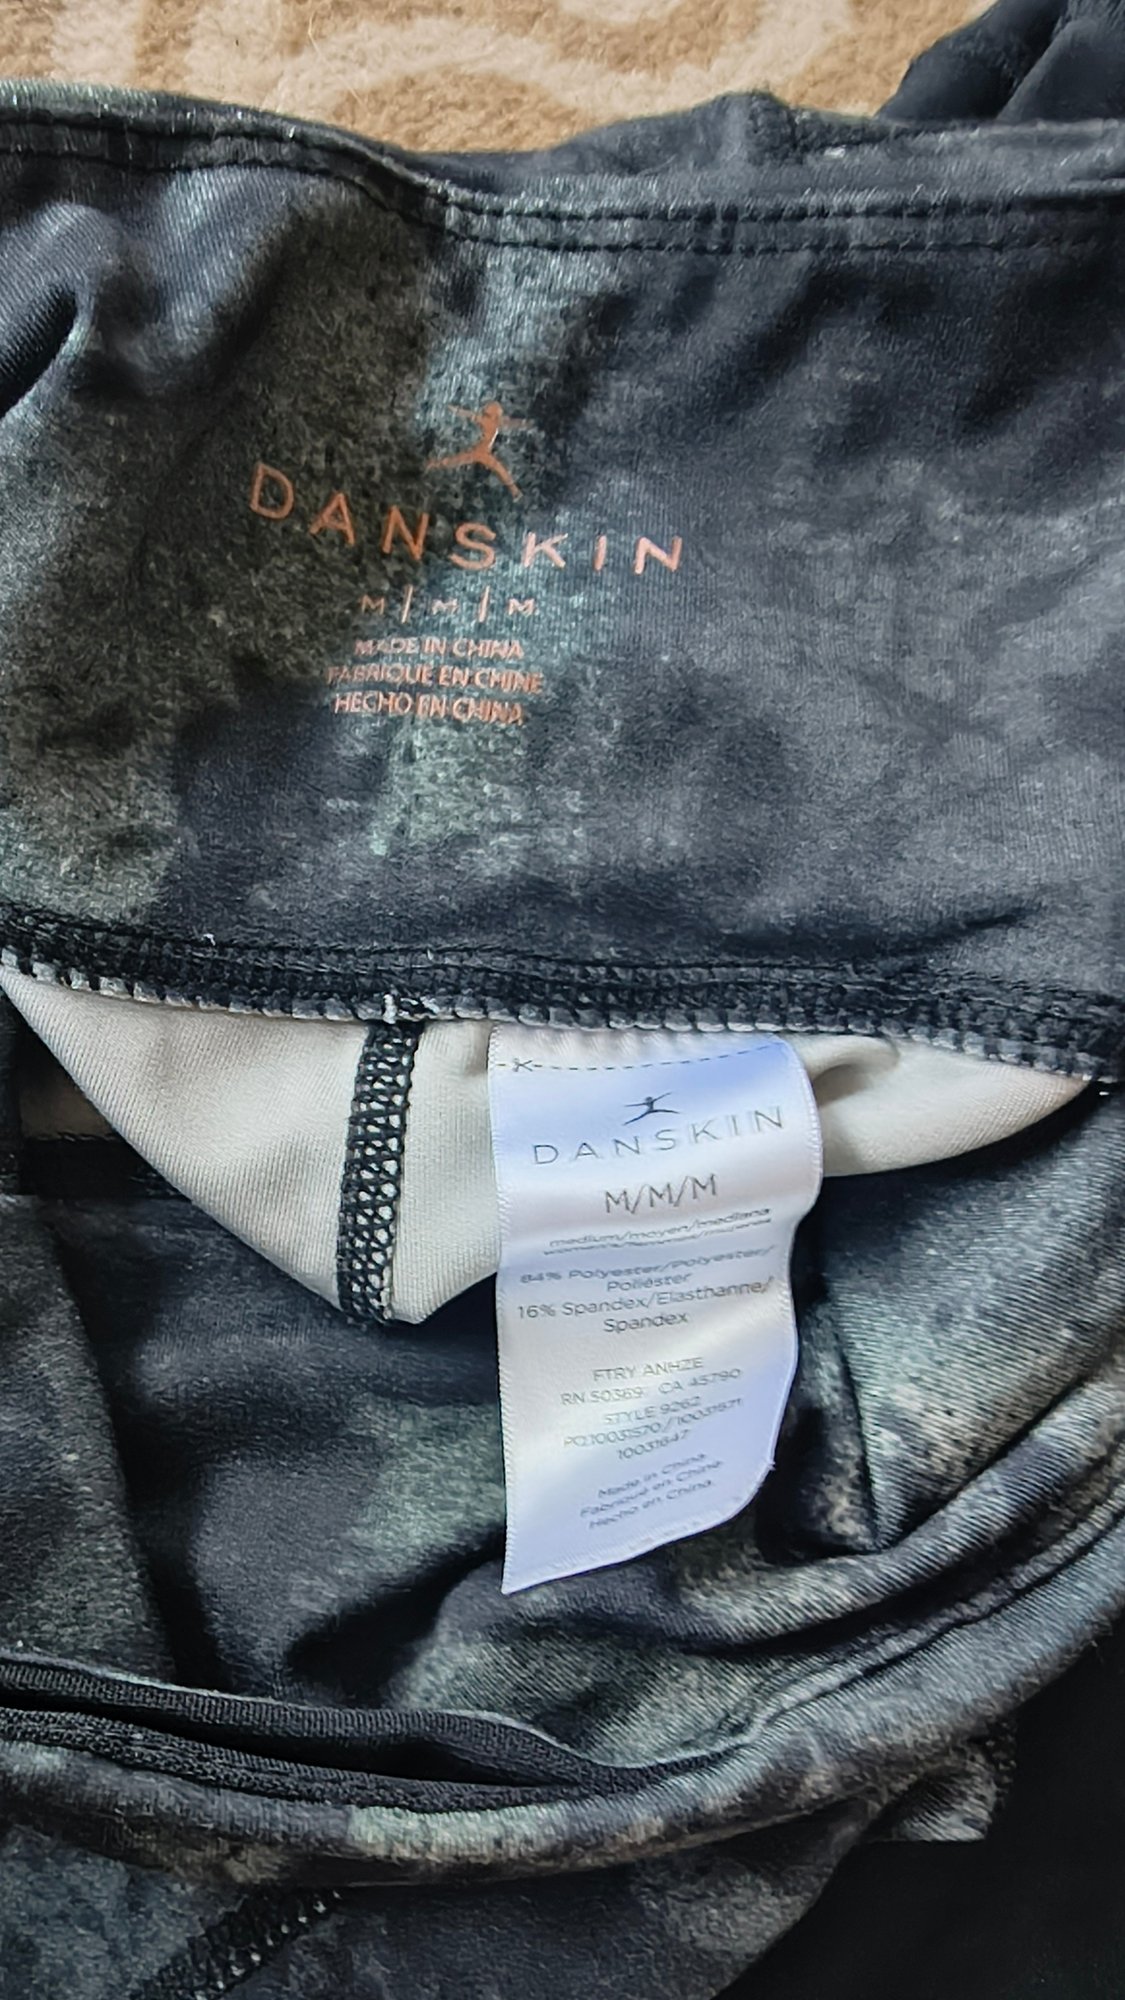 DANSKIN
M/M/M
MADE IN CHINA
FABRIQUÉ EN CHINE
HECHO EN CHINA
DANSKIN
M/M/M
medium/moyen/mediana
84% Polyester/Polyester/
Poliéster
16% Spandex/Elasthanne/
Spandex
FTRY ANHZE
RN CA 45790
STYLE 9262
10031647
Made in China
Fabriqué en Chine
Hecho en China